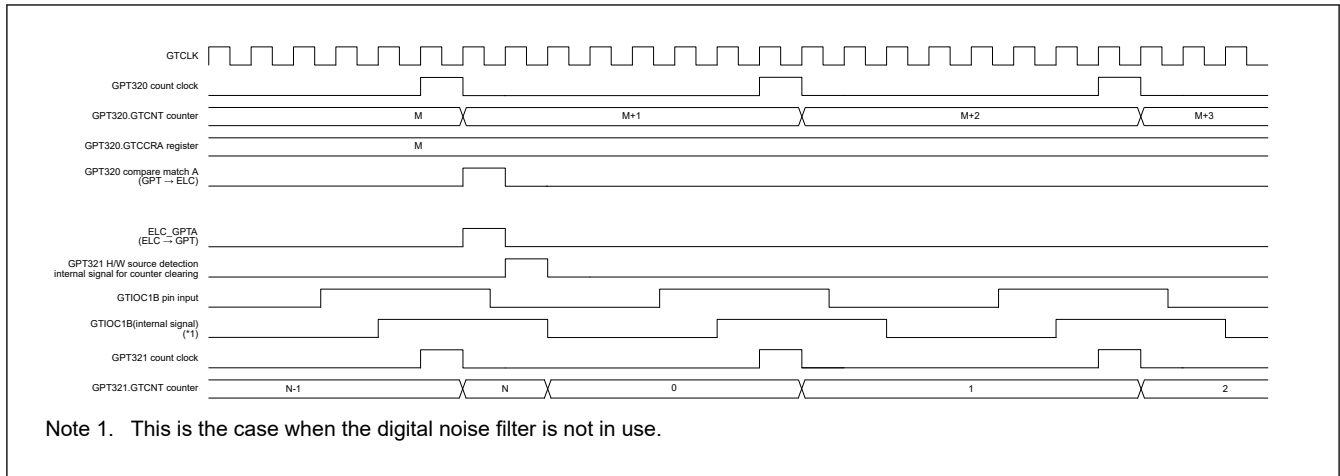 GTCLK
GPT320 count clock
GPT320.GTCNT counter M M+1 M+2 M+3
GPT320.GTCCRA register M
GPT320 compare match A
(GPT → ELC)
ELC_GPTA
(ELC → GPT)
GPT321 H/W source detection
internal signal for counter clearing
GTIOC1B pin input
GTIOC1B(internal signal)
(*1)
GPT321 count clock
GPT321.GTCNT counter N-1 N 0 1 2
Note 1. This is the case when the digital noise filter is not in use.